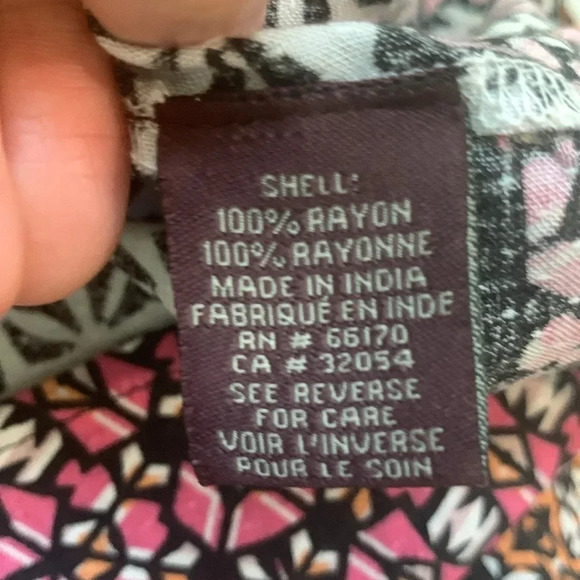 SHELL:
100% RAYON
100% RAYONNE
MADE IN INDIA
FABRIQUÉ EN INDE
RN # 66170
CA # 32054
SEE REVERSE
FOR CARE
VOIR L'INVERSE
POUR LE SOIN